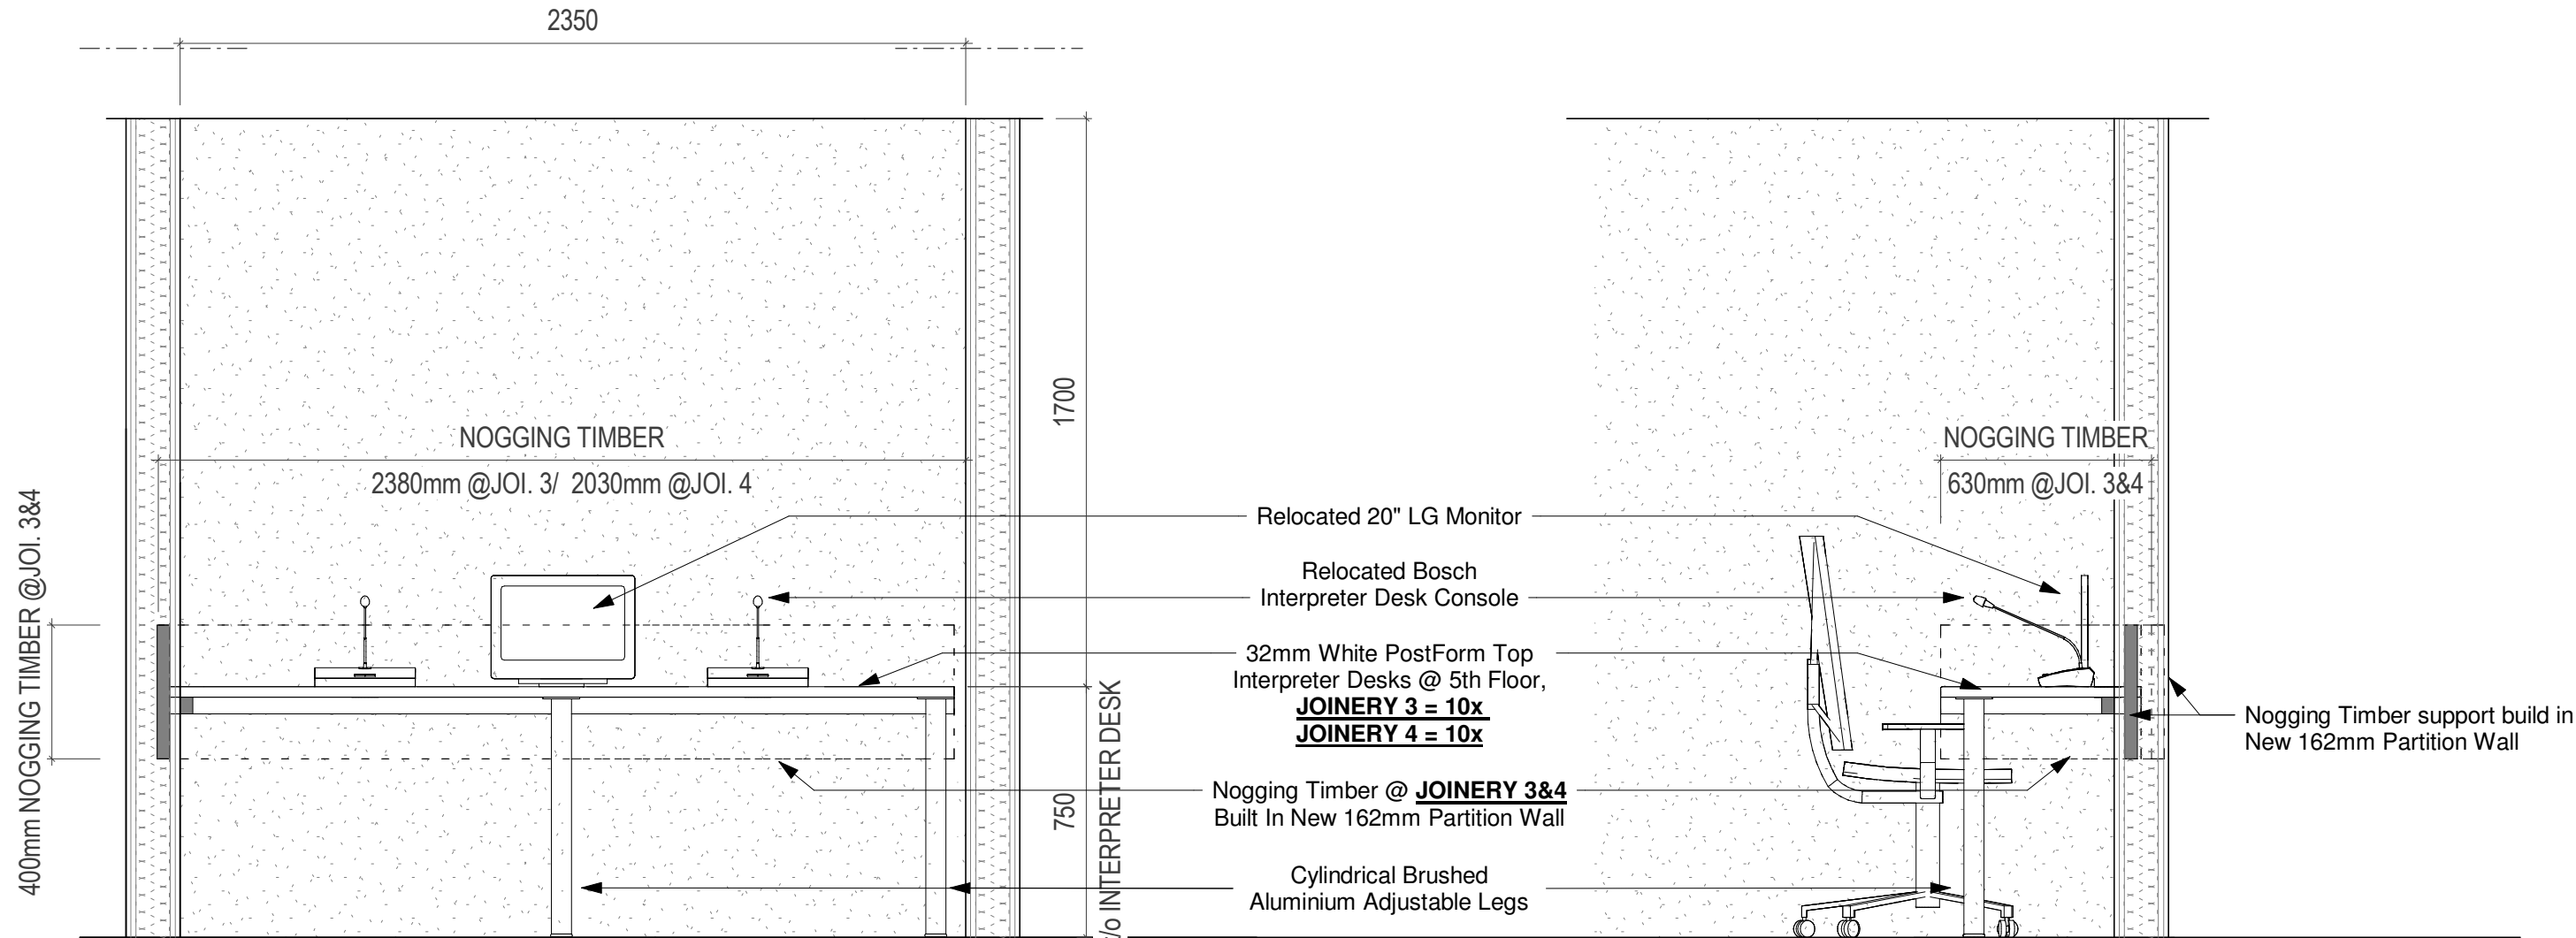 2350
1700
NOGGING TIMBER
2380mm @JOI. 3/ 2030mm @JOI. 4
NOGGING TIMBER
630mm @JOI. 3&4
400mm NOGGING TIMBER @JOI. 3&4
Relocated 20" LG Monitor
Relocated Bosch
Interpreter Desk Console
32mm White PostForm Top
Interpreter Desks @ 5th Floor,
JOINERY 3 = 10x
JOINERY 4 = 10x
Nogging Timber @ JOINERY 3&4
Built In New 162mm Partition Wall
Cylindrical Brushed
Aluminium Adjustable Legs
Nogging Timber support build in
New 162mm Partition Wall
750
/o INTERPRETER DESK